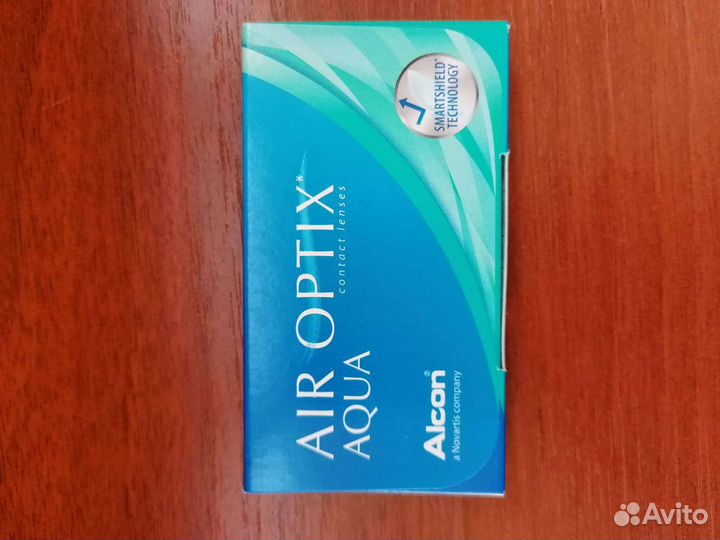 SMARTSHIELD*
TECHNOLOGY
AIR OPTIX*
contact lenses
AQUA
Alcon®
a Novartis company
Avito